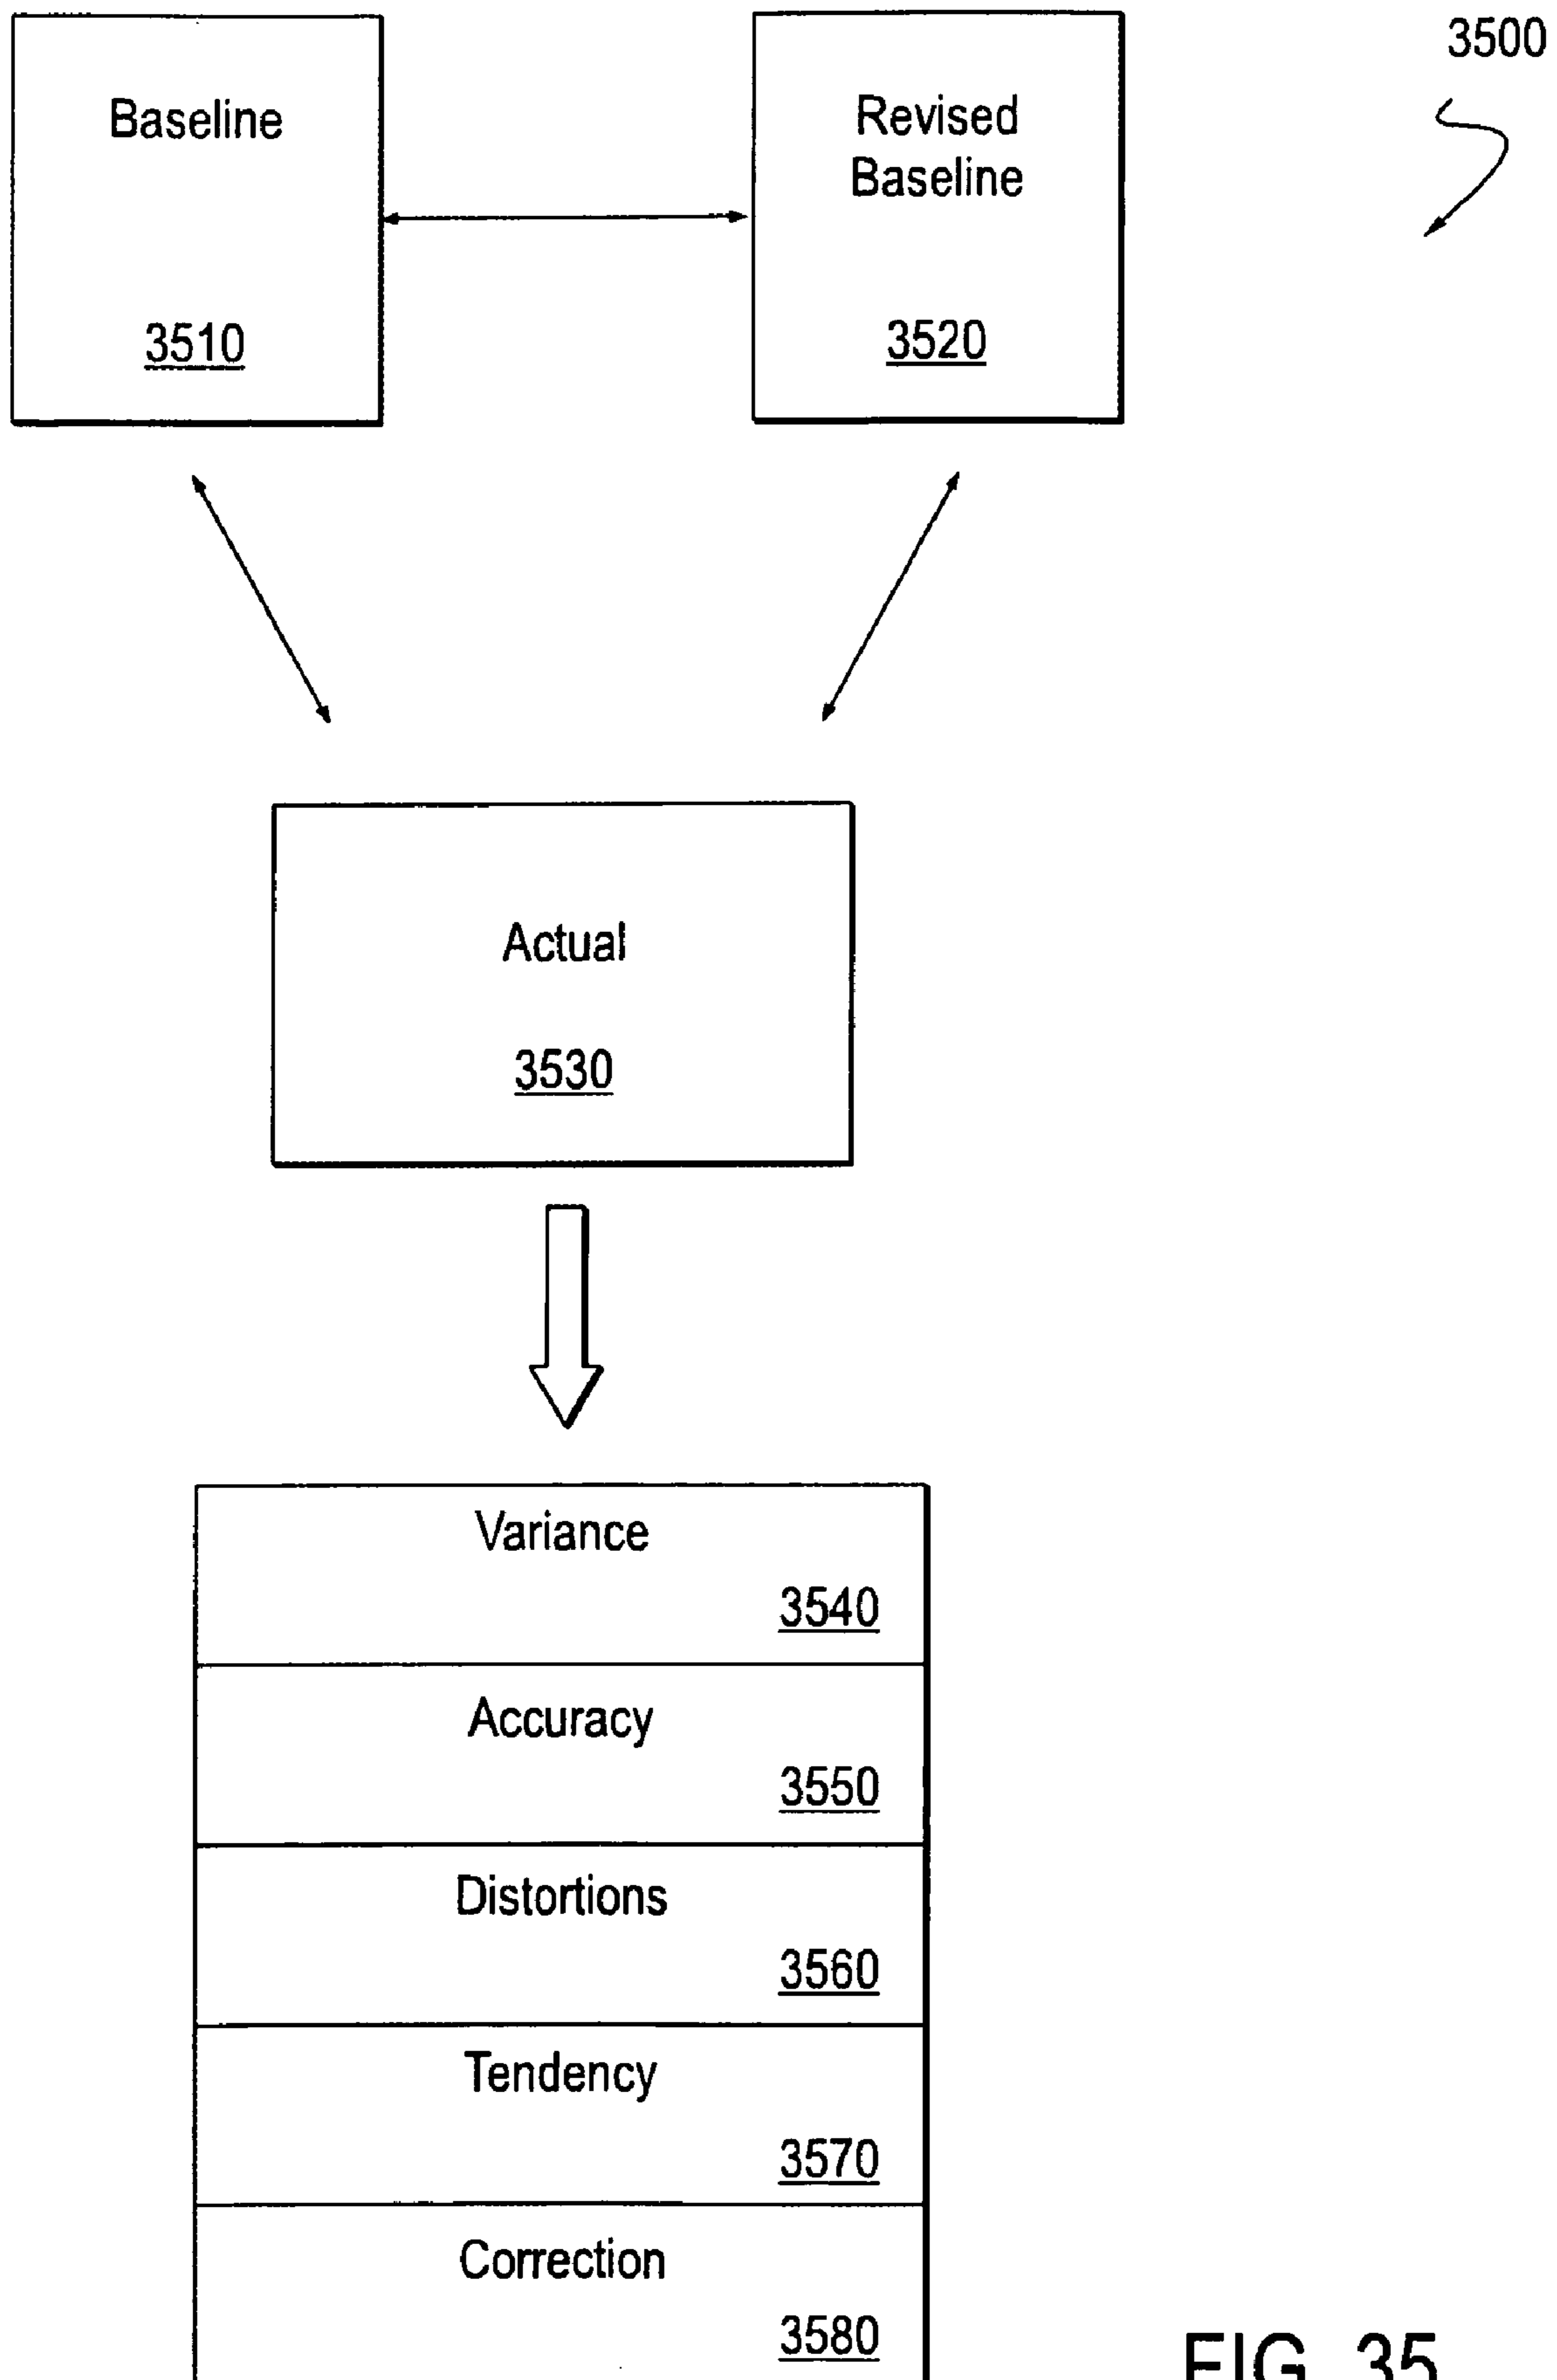 3500
Baseline
3510
Revised
Baseline
3520
Actual
3530
Variance
3540
Accuracy
3550
Distortions
3560
Tendency
3570
Correction
3580
FIG. 35